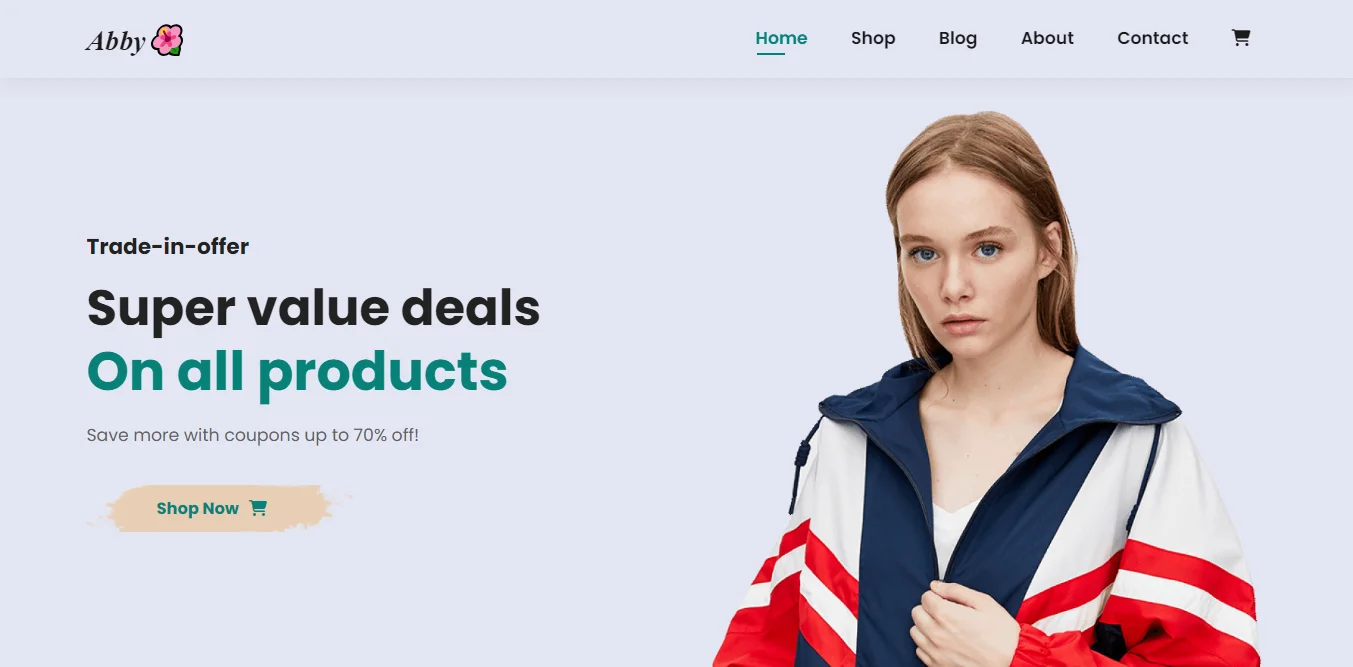 Abby
Home Shop Blog About Contact
Trade-in-offer
Super value deals
On all products
Save more with coupons up to 70% off!
Shop Now